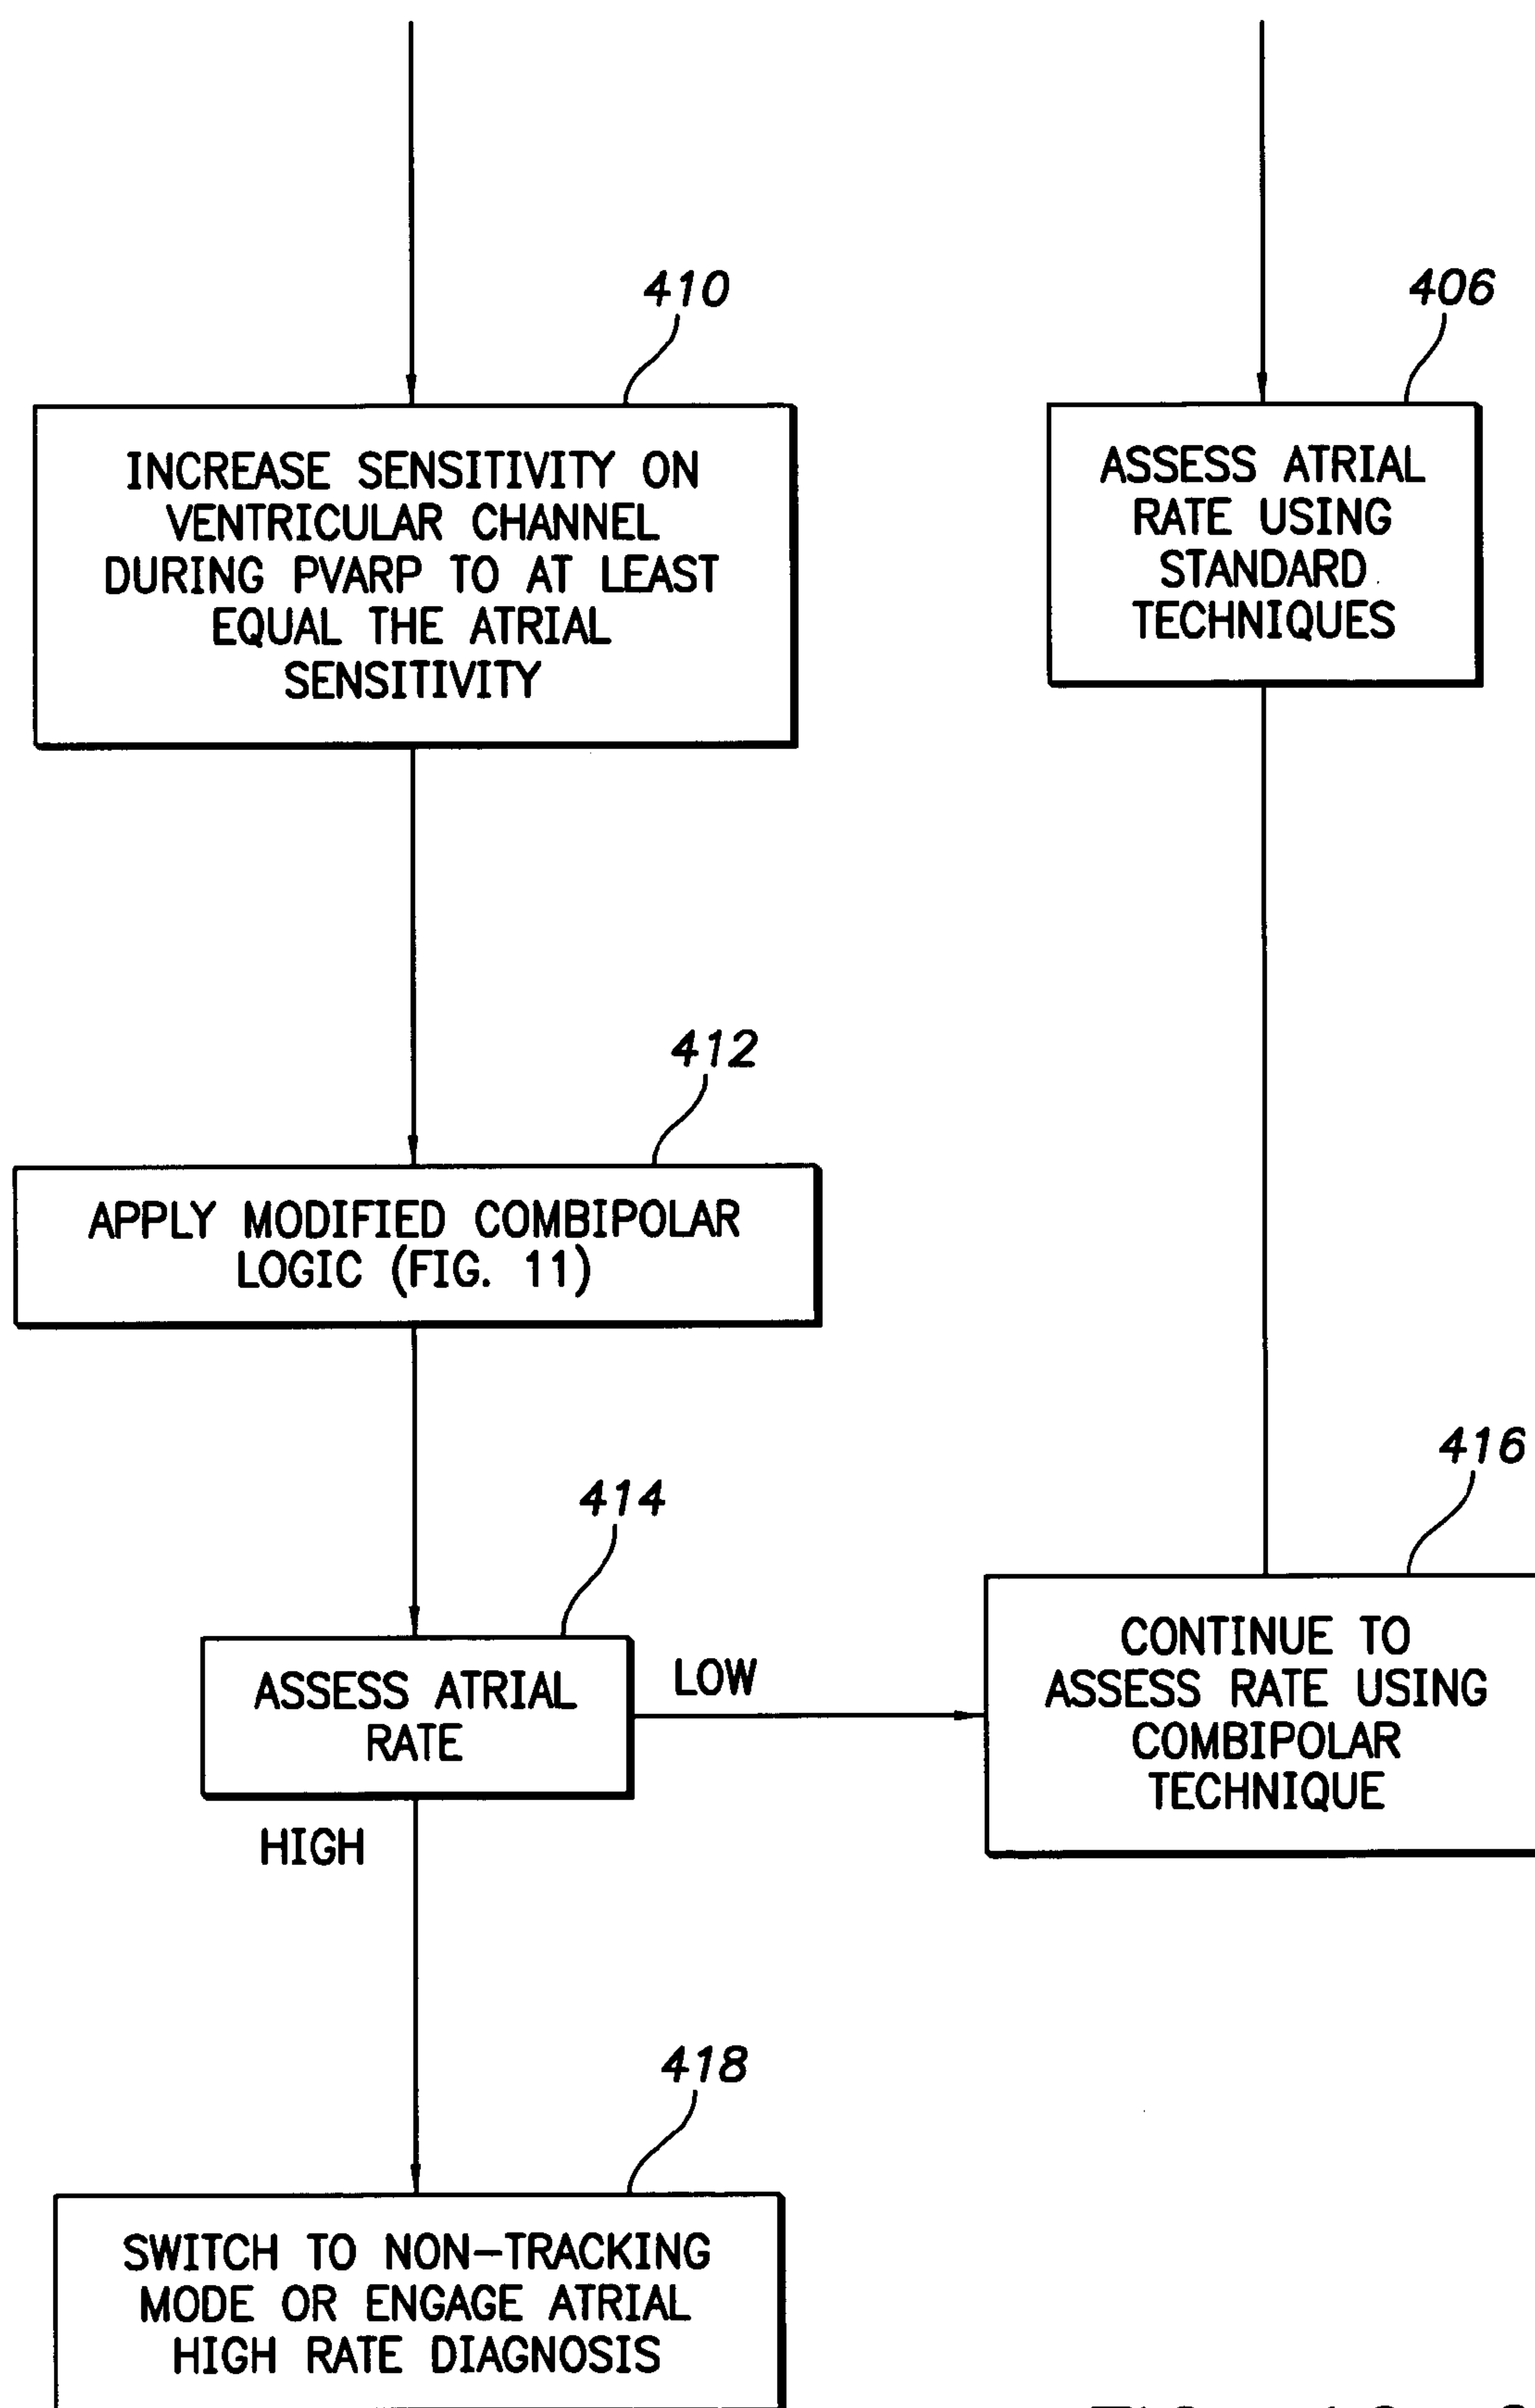 410
INCREASE SENSITIVITY ON
VENTRICULAR CHANNEL
DURING PVARP TO AT LEAST
EQUAL THE ATRIAL
SENSITIVITY
406
ASSESS ATRIAL
RATE USING
STANDARD
TECHNIQUES
412
APPLY MODIFIED COMBIPOLAR
LOGIC (FIG. 11)
414
ASSESS ATRIAL
RATE
LOW
416
CONTINUE TO
ASSESS RATE USING
COMBIPOLAR
TECHNIQUE
HIGH
418
SWITCH TO NON-TRACKING
MODE OR ENGAGE ATRIAL
HIGH RATE DIAGNOSIS